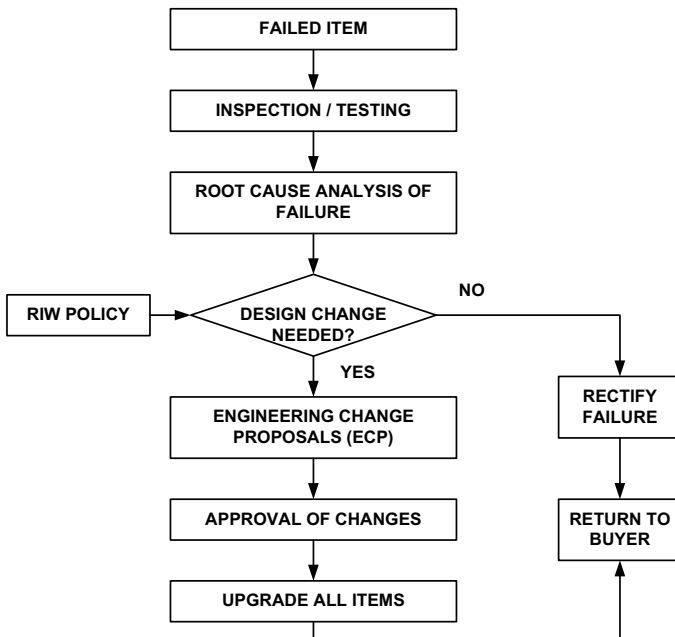 FAILED ITEM
INSPECTION / TESTING
ROOT CAUSE ANALYSIS OF
FAILURE
NO
RIW POLICY
DESIGN CHANGE
NEEDED?
YES
ENGINEERING CHANGE
PROPOSALS (ECP)
RECTIFY
FAILURE
APPROVAL OF CHANGES
RETURN TO
BUYER
UPGRADE ALL ITEMS